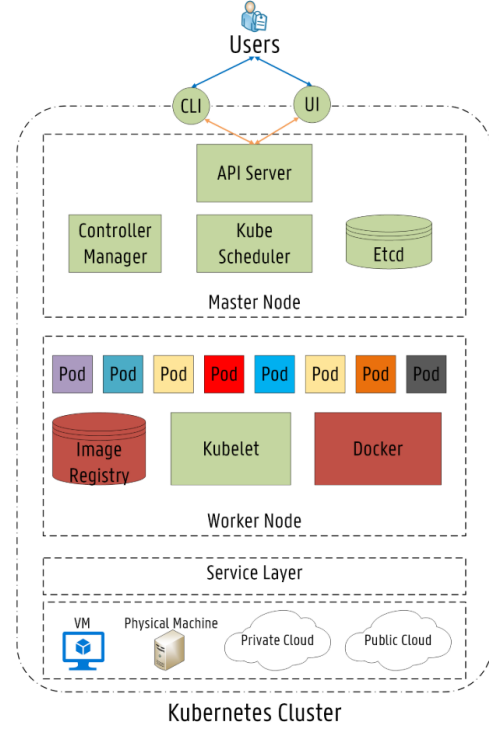 Users
CLI
UI
API Server
Controller
Manager
Kube
Scheduler
Etcd
Master Node
Pod Pod Pod Pod Pod Pod Pod Pod
Image
Registry
Kubelet
Docker
Worker Node
Service Layer
VM
Physical Machine
Private Cloud
Public Cloud
Kubernetes Cluster